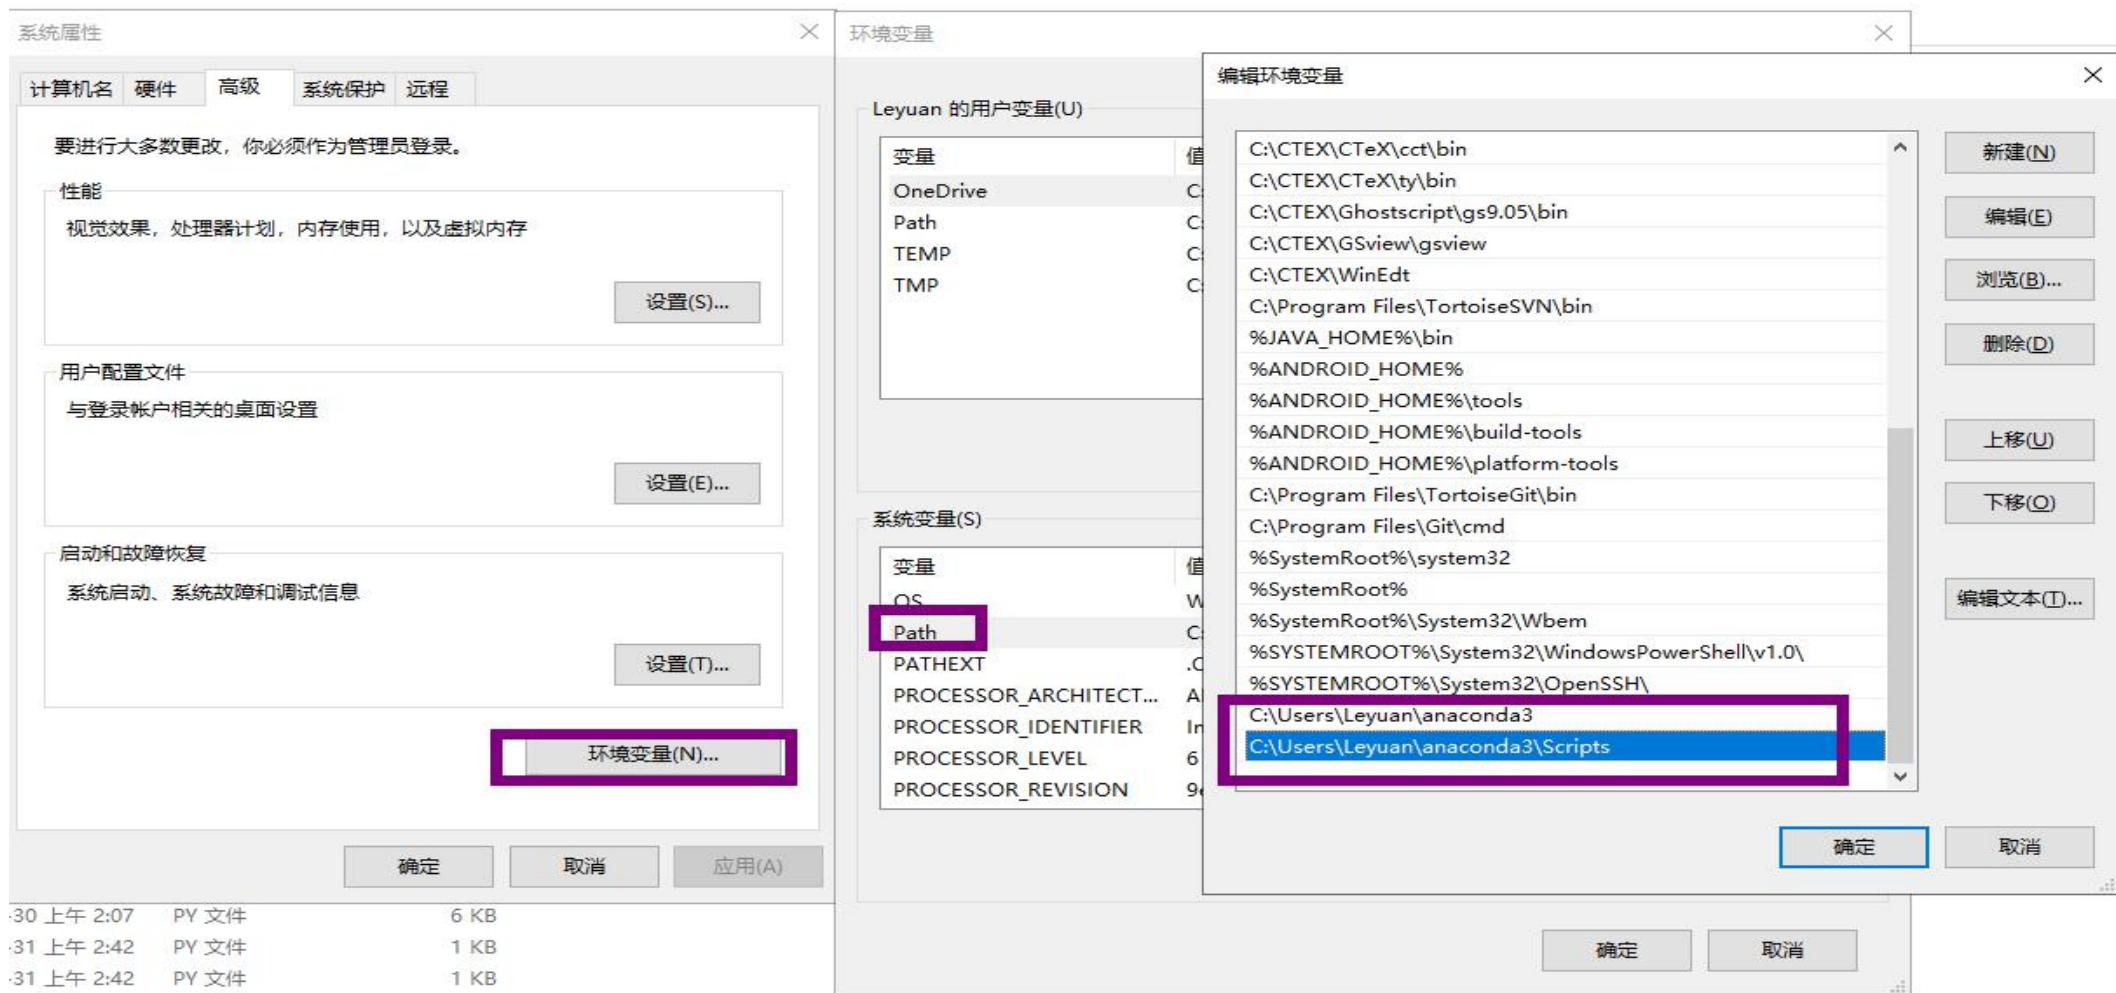 系统属性
计算机名 硬件 高级 系统保护 远程
要进行大多数更改，你必须作为管理员登录。
性能
视觉效果，处理器计划，内存使用，以及虚拟内存
设置(S)...
用户配置文件
与登录帐户相关的桌面设置
设置(E)...
启动和故障恢复
系统启动、系统故障和调试信息
设置(T)...
环境变量(N)...
确定 取消 应用(A)
-30 上午 2:07 PY 文件 6 KB
-31 上午 2:42 PY 文件 1 KB
-31 上午 2:42 PY 文件 1 KB
环境变量
Leyuan 的用户变量(U)
变量 值
OneDrive C:
Path C:
TEMP C:
TMP C:
系统变量(S)
变量 值
OS W
Path C:
PATHEXT .C
PROCESSOR_ARCHITECT... A
PROCESSOR_IDENTIFIER In
PROCESSOR_LEVEL 6
PROCESSOR_REVISION 9e
确定 取消
编辑环境变量
C:\CTEX\CTeX\cct\bin
C:\CTEX\CTeX\ty\bin
C:\CTEX\Ghostscript\gs9.05\bin
C:\CTEX\GSview\gsview
C:\CTEX\WinEdt
C:\Program Files\TortoiseSVN\bin
%JAVA_HOME%\bin
%ANDROID_HOME%
%ANDROID_HOME%\tools
%ANDROID_HOME%\build-tools
%ANDROID_HOME%\platform-tools
C:\Program Files\TortoiseGit\bin
C:\Program Files\Git\cmd
%SystemRoot%\system32
%SystemRoot%
%SystemRoot%\System32\Wbem
%SYSTEMROOT%\System32\WindowsPowerShell\v1.0\
%SYSTEMROOT%\System32\OpenSSH\
C:\Users\Leyuan\anaconda3
C:\Users\Leyuan\anaconda3\Scripts
新建(N)
编辑(E)
浏览(B)...
删除(D)
上移(U)
下移(O)
编辑文本(T)...
确定 取消